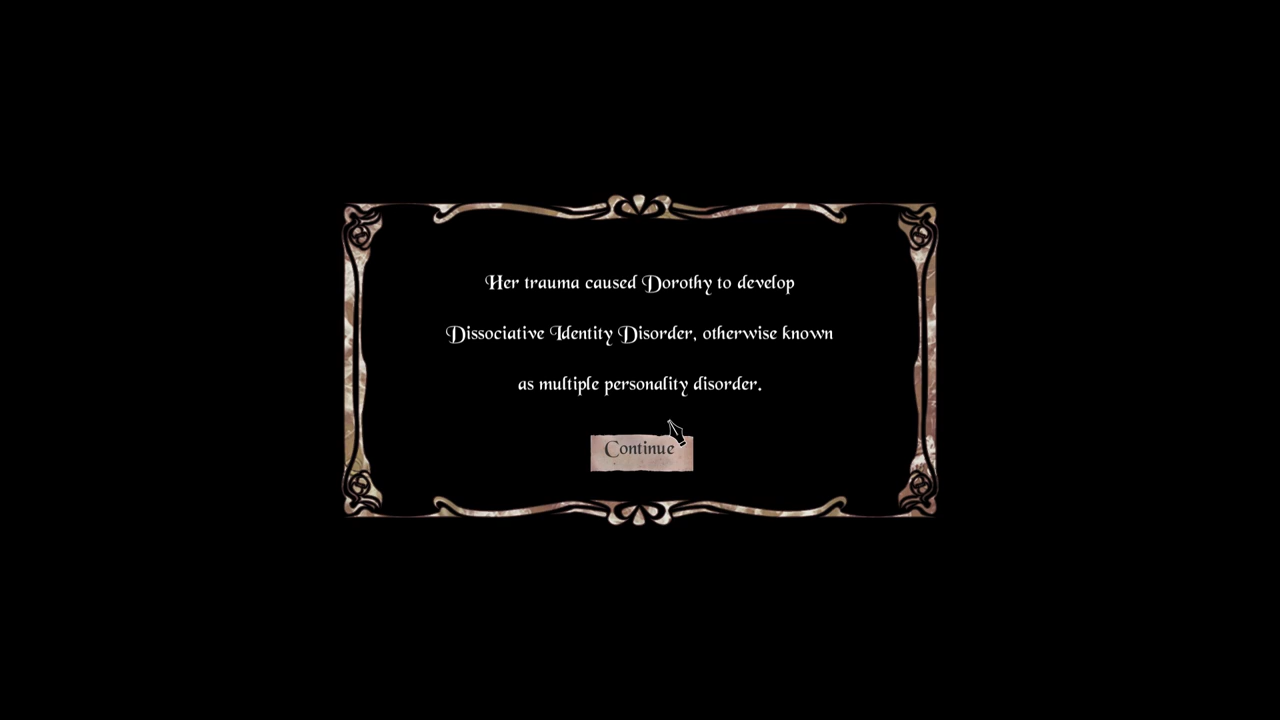 Her trauma caused Dorothy to develop
Dissociative Identity Disorder, otherwise known
as multiple personality disorder.
Continue